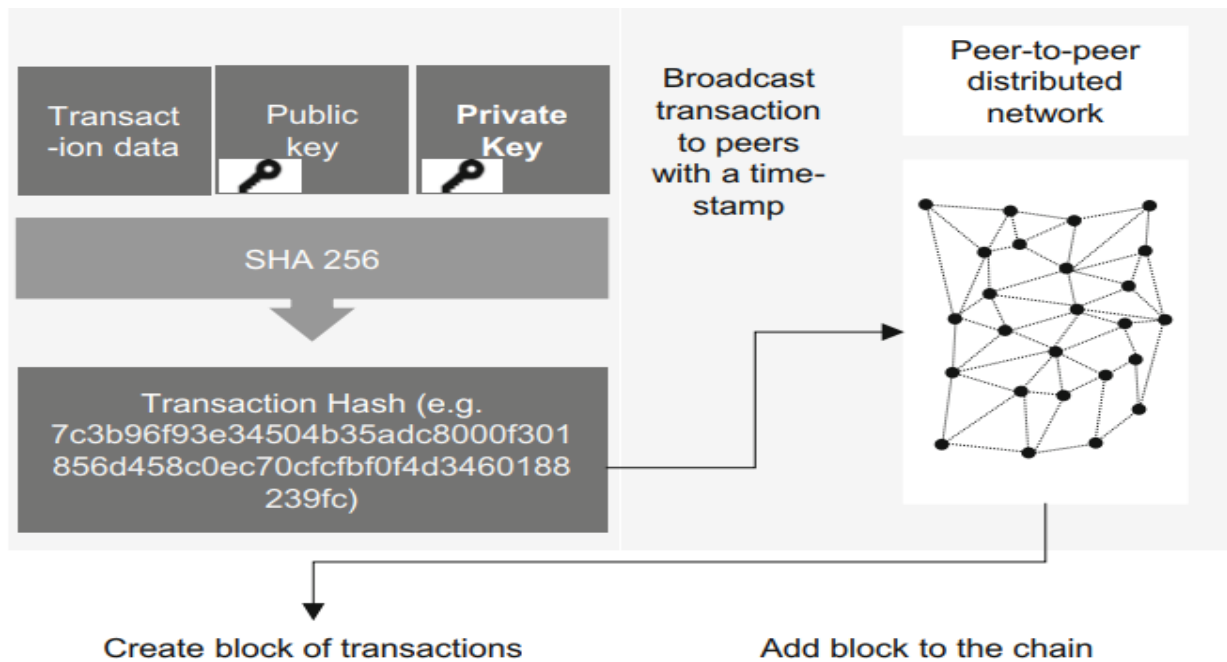 Transact
-ion data
Public
key
Private
Key
SHA 256
Transaction Hash (e.g.
7c3b96f93e34504b35adc8000f301
856d458c0ec70cfcfbf0f4d3460188
239fc)
Broadcast
transaction
to peers
with a time-
stamp
Peer-to-peer
distributed
network
Create block of transactions
Add block to the chain